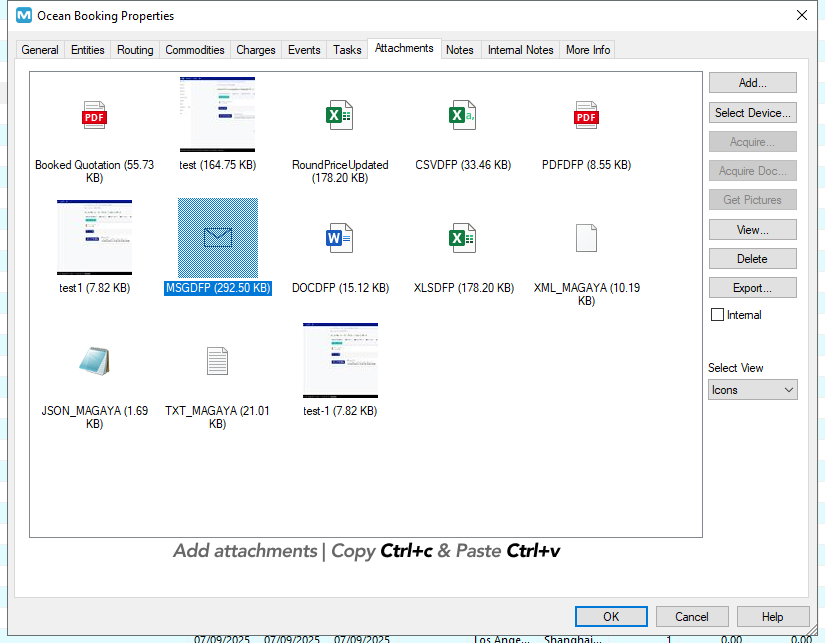 Ocean Booking Properties
General Entities Routing Commodities Charges Events Tasks Attachments Notes Internal Notes More Info
PDF
Booked Quotation (55.73 KB)
test (164.75 KB)
RoundPriceUpdated (178.20 KB)
CSVDFP (33.46 KB)
PDF
PDFDFP (8.55 KB)
test1 (7.82 KB)
MSGDFP (292.50 KB)
DOCDFP (15.12 KB)
XLSDFP (178.20 KB)
XML_MAGAYA (10.19 KB)
JSON_MAGAYA (1.69 KB)
TXT_MAGAYA (21.01 KB)
test-1 (7.82 KB)
Add attachments | Copy Ctrl+c & Paste Ctrl+v
Add...
Select Device...
Acquire...
Acquire Doc...
Get Pictures
View...
Delete
Export...
Internal
Select View
Icons
OK Cancel Help
07/09/2025 07/09/2025 07/09/2025 Los Ange... Shanghai... 1 0.00 0.00